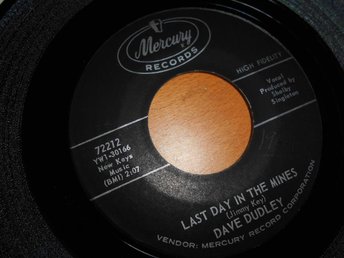 Mercury
RECORDS
HIGH FIDELITY
72212
YW1-30166
New Keys
Music
(BMI) 2:07
Vocal
Produced by
Shelby
Singleton
LAST DAY IN THE MINES
(Jimmy Key)
DAVE DUDLEY
VENDOR: MERCURY RECORD CORPORATION